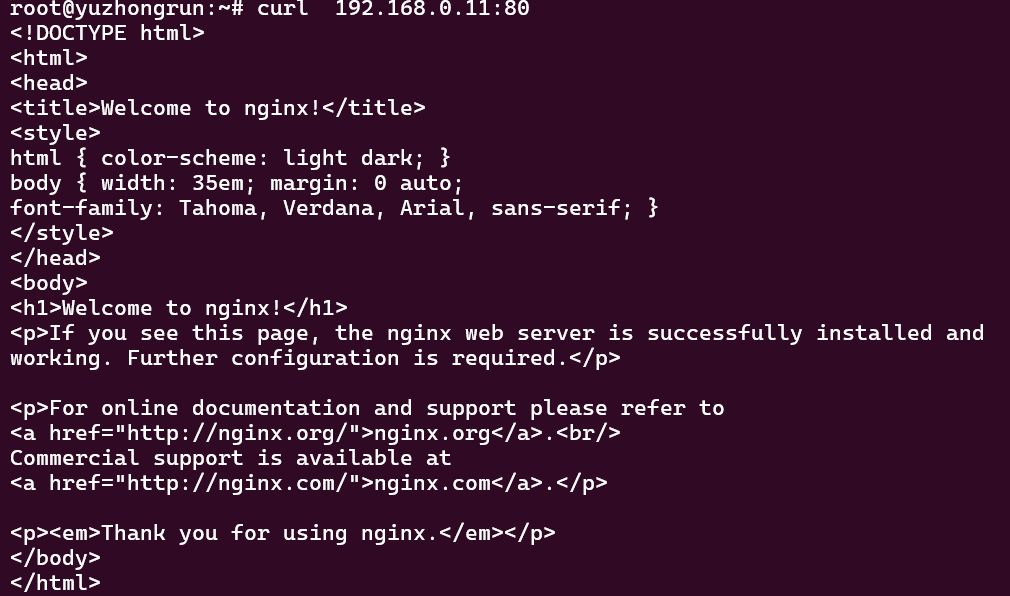 root@yuzhongrun:~# curl  192.168.0.11:80
<!DOCTYPE html>
<html>
<head>
<title>Welcome to nginx!</title>
<style>
html { color-scheme: light dark; }
body { width: 35em; margin: 0 auto;
font-family: Tahoma, Verdana, Arial, sans-serif; }
</style>
</head>
<body>
<h1>Welcome to nginx!</h1>
<p>If you see this page, the nginx web server is successfully installed and
working. Further configuration is required.</p>

<p>For online documentation and support please refer to
<a href="http://nginx.org/">nginx.org</a>.<br/>
Commercial support is available at
<a href="http://nginx.com/">nginx.com</a>.</p>

<p><em>Thank you for using nginx.</em></p>
</body>
</html>